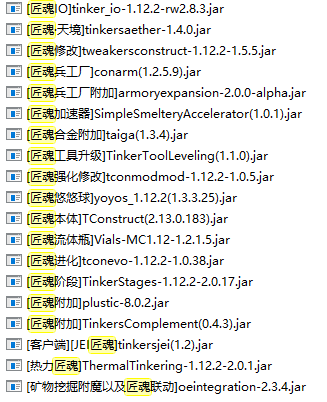 [匠魂IO]tinker_io-1.12.2-rw2.8.3.jar
[匠魂·天境]tinkersaether-1.4.0.jar
[匠魂修改]tweakersconstruct-1.12.2-1.5.5.jar
[匠魂兵工厂]conarm(1.2.5.9).jar
[匠魂兵工厂附加]armoryexpansion-2.0.0-alpha.jar
[匠魂加速器]SimpleSmelteryAccelerator(1.0.1).jar
[匠魂合金附加]taiga(1.3.4).jar
[匠魂工具升级]TinkerToolLeveling(1.1.0).jar
[匠魂强化修改]tconmodmod-1.12.2-1.0.5.jar
[匠魂悠悠球]yoyos_1.12.2(1.3.3.25).jar
[匠魂本体]TConstruct(2.13.0.183).jar
[匠魂流体瓶]Vials-MC1.12-1.2.1.5.jar
[匠魂进化]tconevo-1.12.2-1.0.38.jar
[匠魂阶段]TinkerStages-1.12.2-2.0.17.jar
[匠魂附加]plustic-8.0.2.jar
[匠魂附加]TinkersComplement(0.4.3).jar
[客户端][JEI匠魂]tinkersjei(1.2).jar
[热力匠魂]ThermalTinkering-1.12.2-2.0.1.jar
[矿物挖掘附魔以及匠魂联动]oeintegration-2.3.4.jar